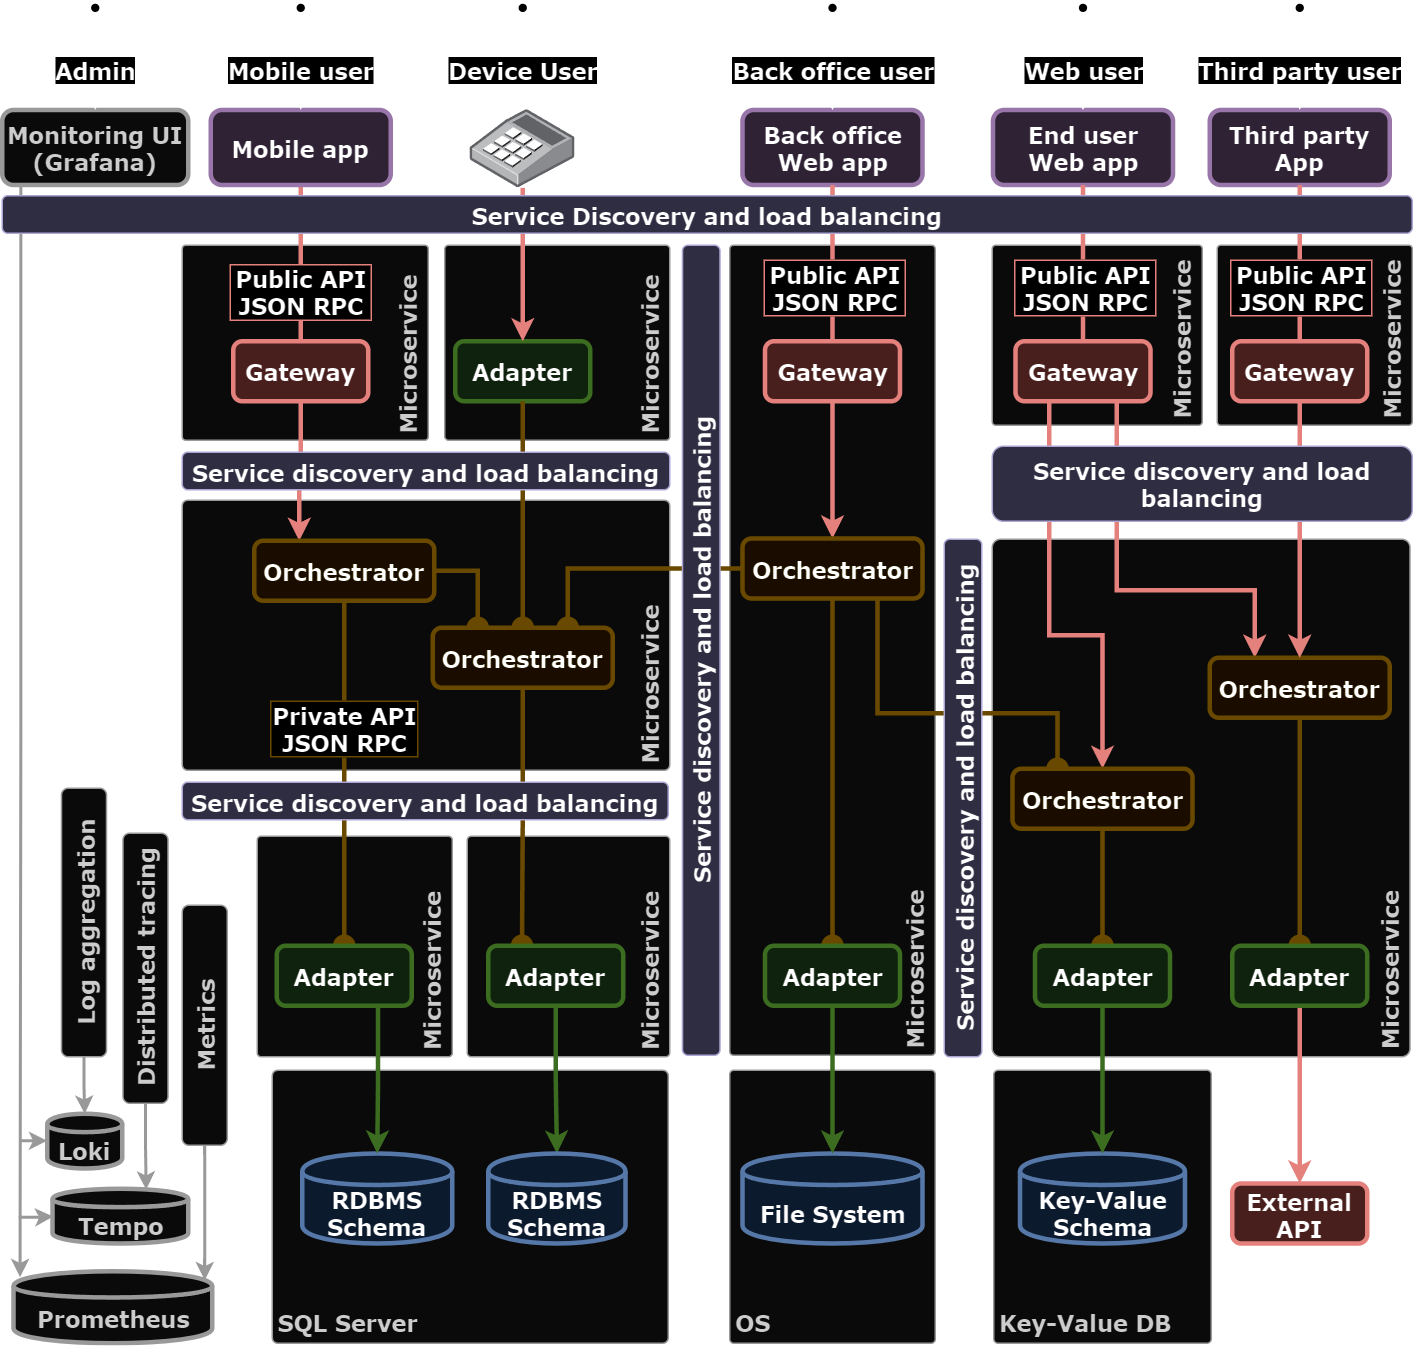 Admin
Mobile user
Device User
Back office user
Web user
Third party user
Monitoring UI
(Grafana)
Mobile app
Back office
Web app
End user
Web app
Third party
App
Service Discovery and load balancing
Public API
JSON RPC
Gateway
Microservice
Adapter
Microservice
Public API
JSON RPC
Gateway
Public API
JSON RPC
Gateway
Microservice
Public API
JSON RPC
Gateway
Microservice
Service discovery and load balancing
Service discovery and load
balancing
Orchestrator
Orchestrator
Private API
JSON RPC
Microservice
Service discovery and load balancing
Orchestrator
Service discovery and load balancing
Orchestrator
Orchestrator
Service discovery and load balancing
Log aggregation
Distributed tracing
Metrics
Adapter
Microservice
Adapter
Microservice
Adapter
Microservice
Adapter
Adapter
Microservice
Loki
Tempo
Prometheus
RDBMS
Schema
RDBMS
Schema
SQL Server
File System
OS
Key-Value
Schema
Key-Value DB
External
API